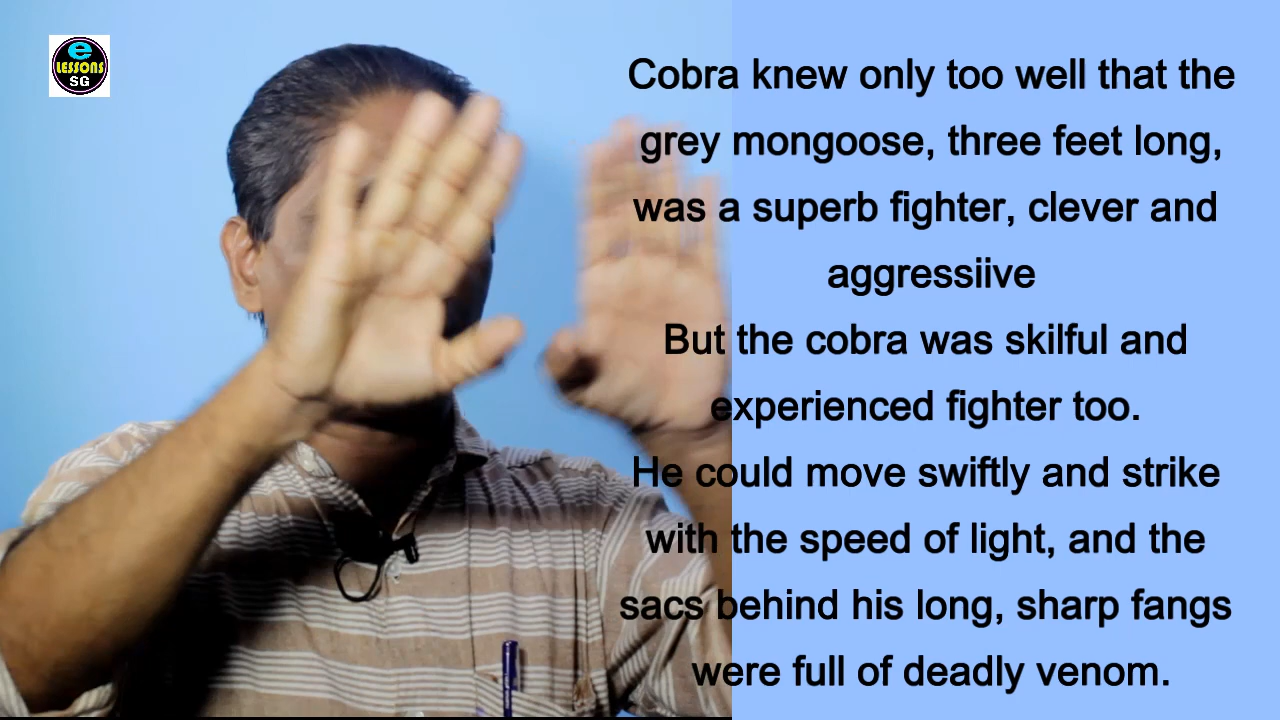 e
LESSONS
SG
Cobra knew only too well that the
grey mongoose, three feet long,
was a superb fighter, clever and
aggressiive
But the cobra was skilful and
experienced fighter too.
He could move swiftly and strike
with the speed of light, and the
sacs behind his long, sharp fangs
were full of deadly venom.